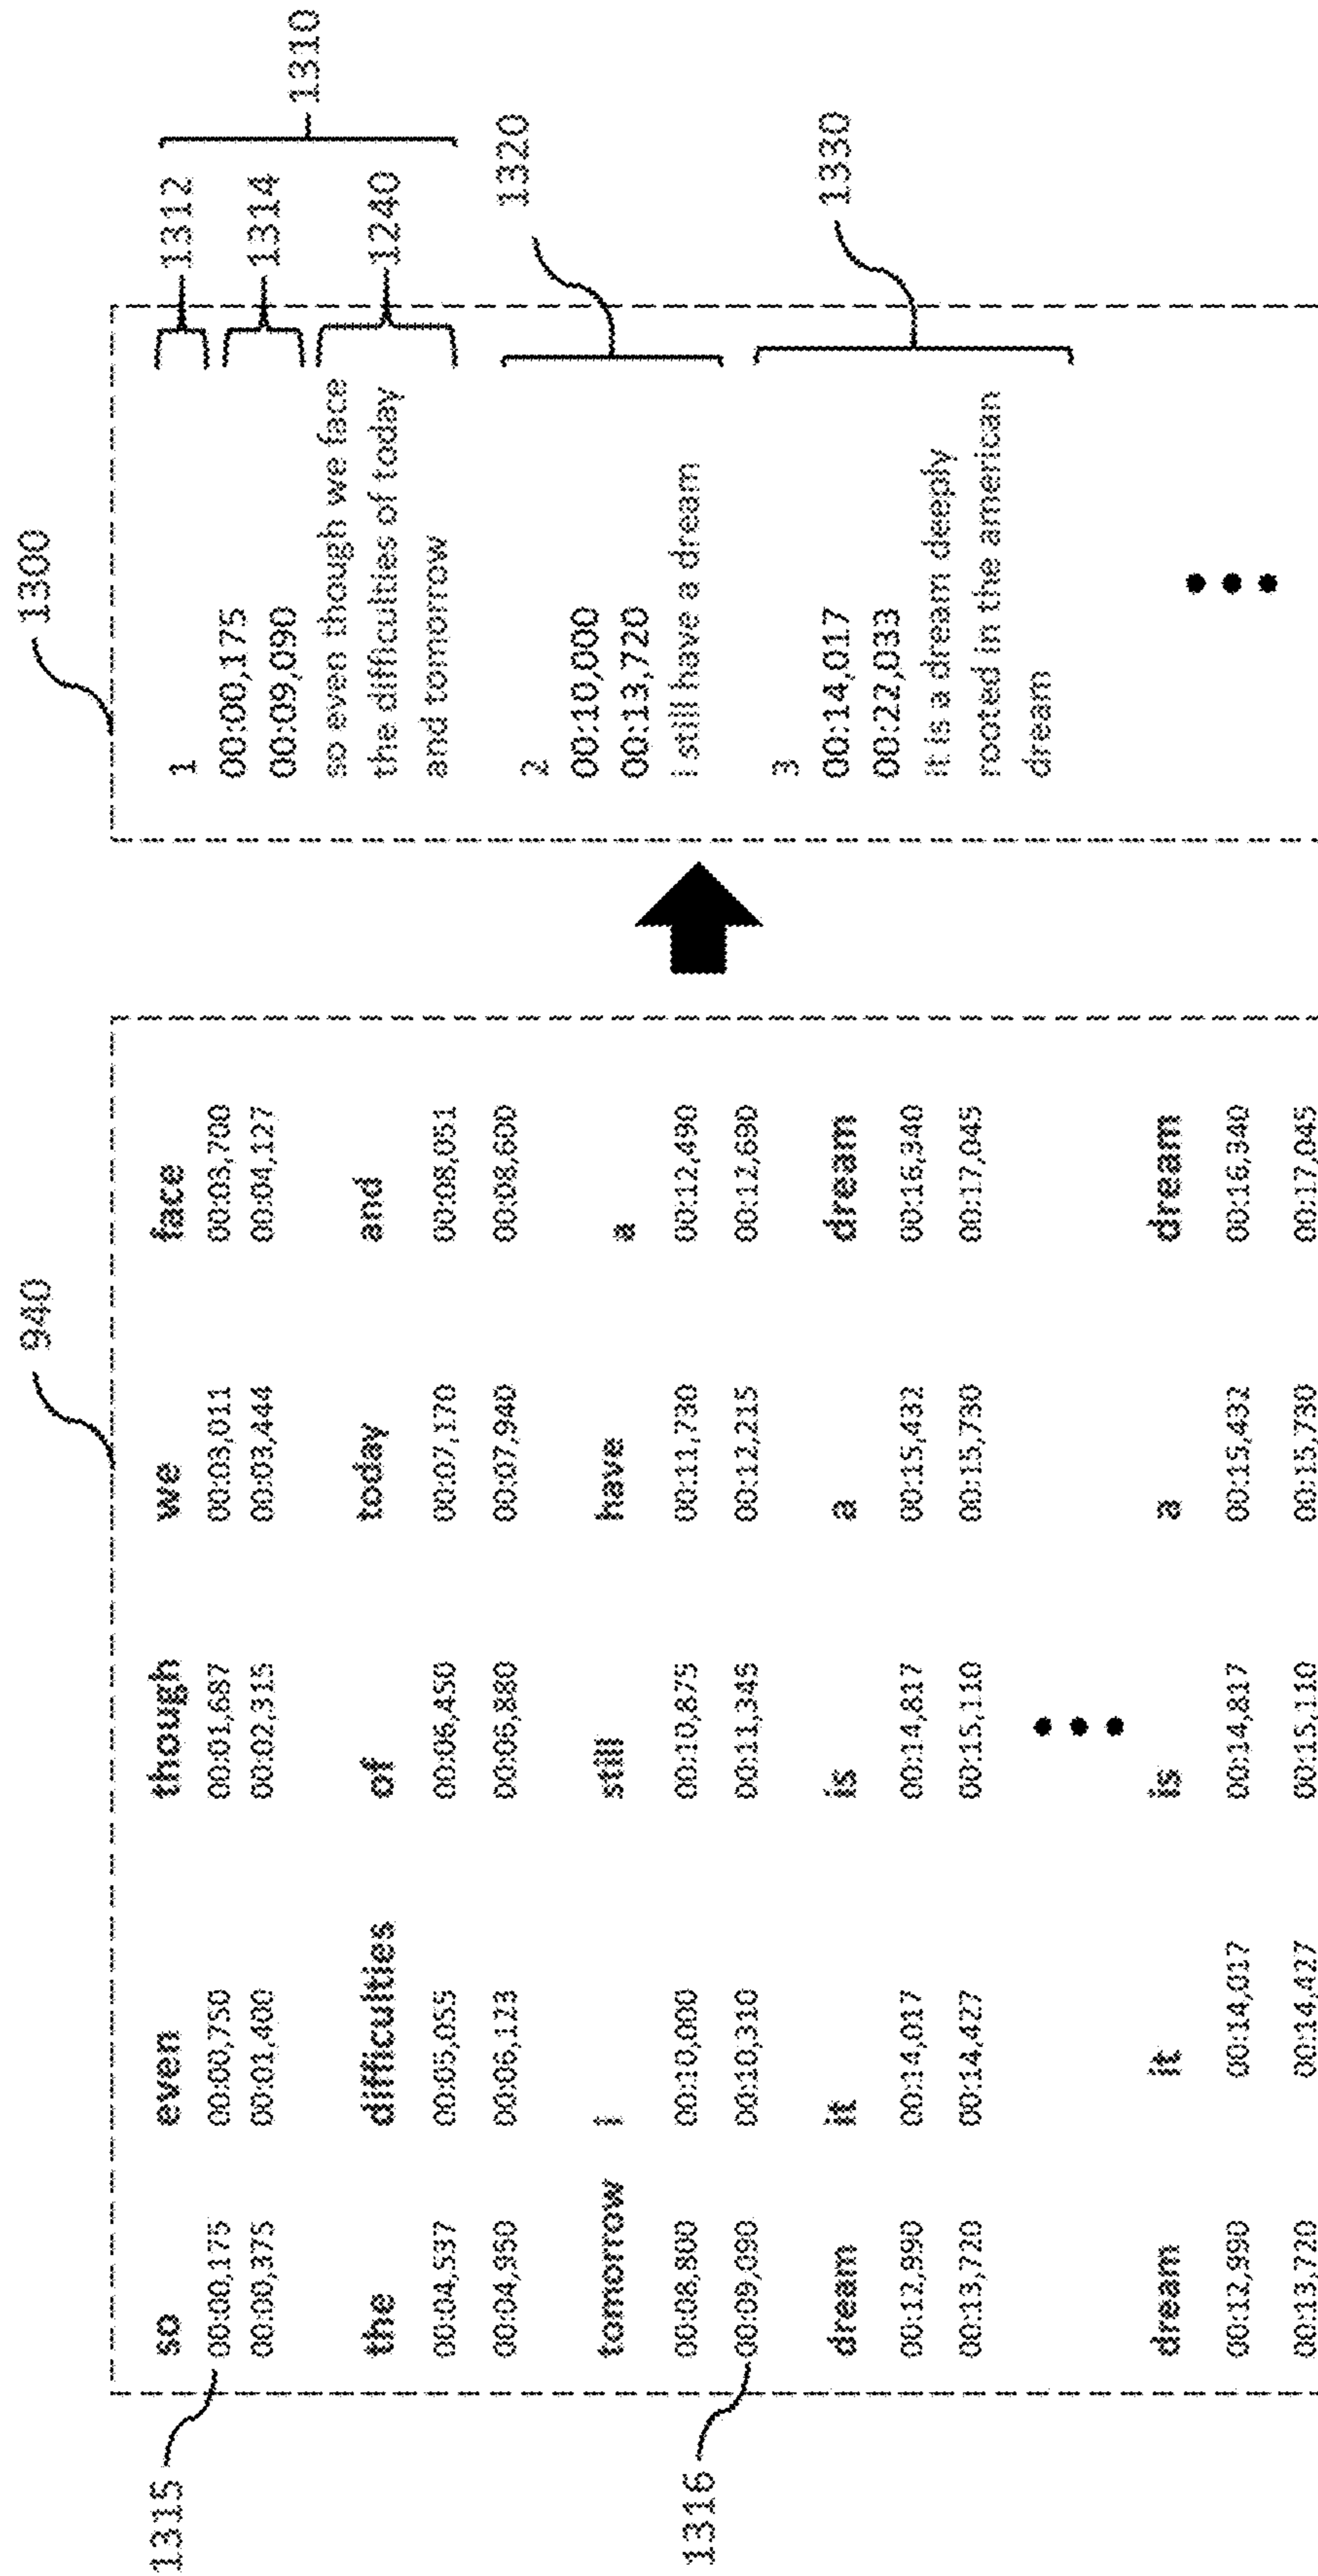 940
1300
1315
1316
so even though we face
00:00,175 00:00,750 00:01,687 00:03,011 00:03,700
00:00,375 00:01,400 00:02,315 00:03,444 00:04,127
the difficulties of today and
00:04,537 00:05,055 00:06,450 00:07,170 00:08,051
00:04,950 00:06,123 00:06,880 00:07,940 00:08,600
tomorrow i still have a
00:08,800 00:10,000 00:10,875 00:11,730 00:12,490
00:09,090 00:10,310 00:11,345 00:12,215 00:12,690
dream it is a dream
00:12,990 00:14,017 00:14,817 00:15,432 00:16,340
00:13,720 00:14,427 00:15,110 00:15,730 00:17,045
dream it is a dream
00:12,990 00:14,017 00:14,817 00:15,432 00:16,340
00:13,720 00:14,427 00:15,110 00:15,730 00:17,045
1
00:00,175
00:09,090
so even though we face
the difficulties of today
and tomorrow
2
00:10,000
00:13,720
i still have a dream
3
00:14,017
00:22,033
it is a dream deeply
rooted in the american
dream
1312
1314
1240
1310
1320
1330